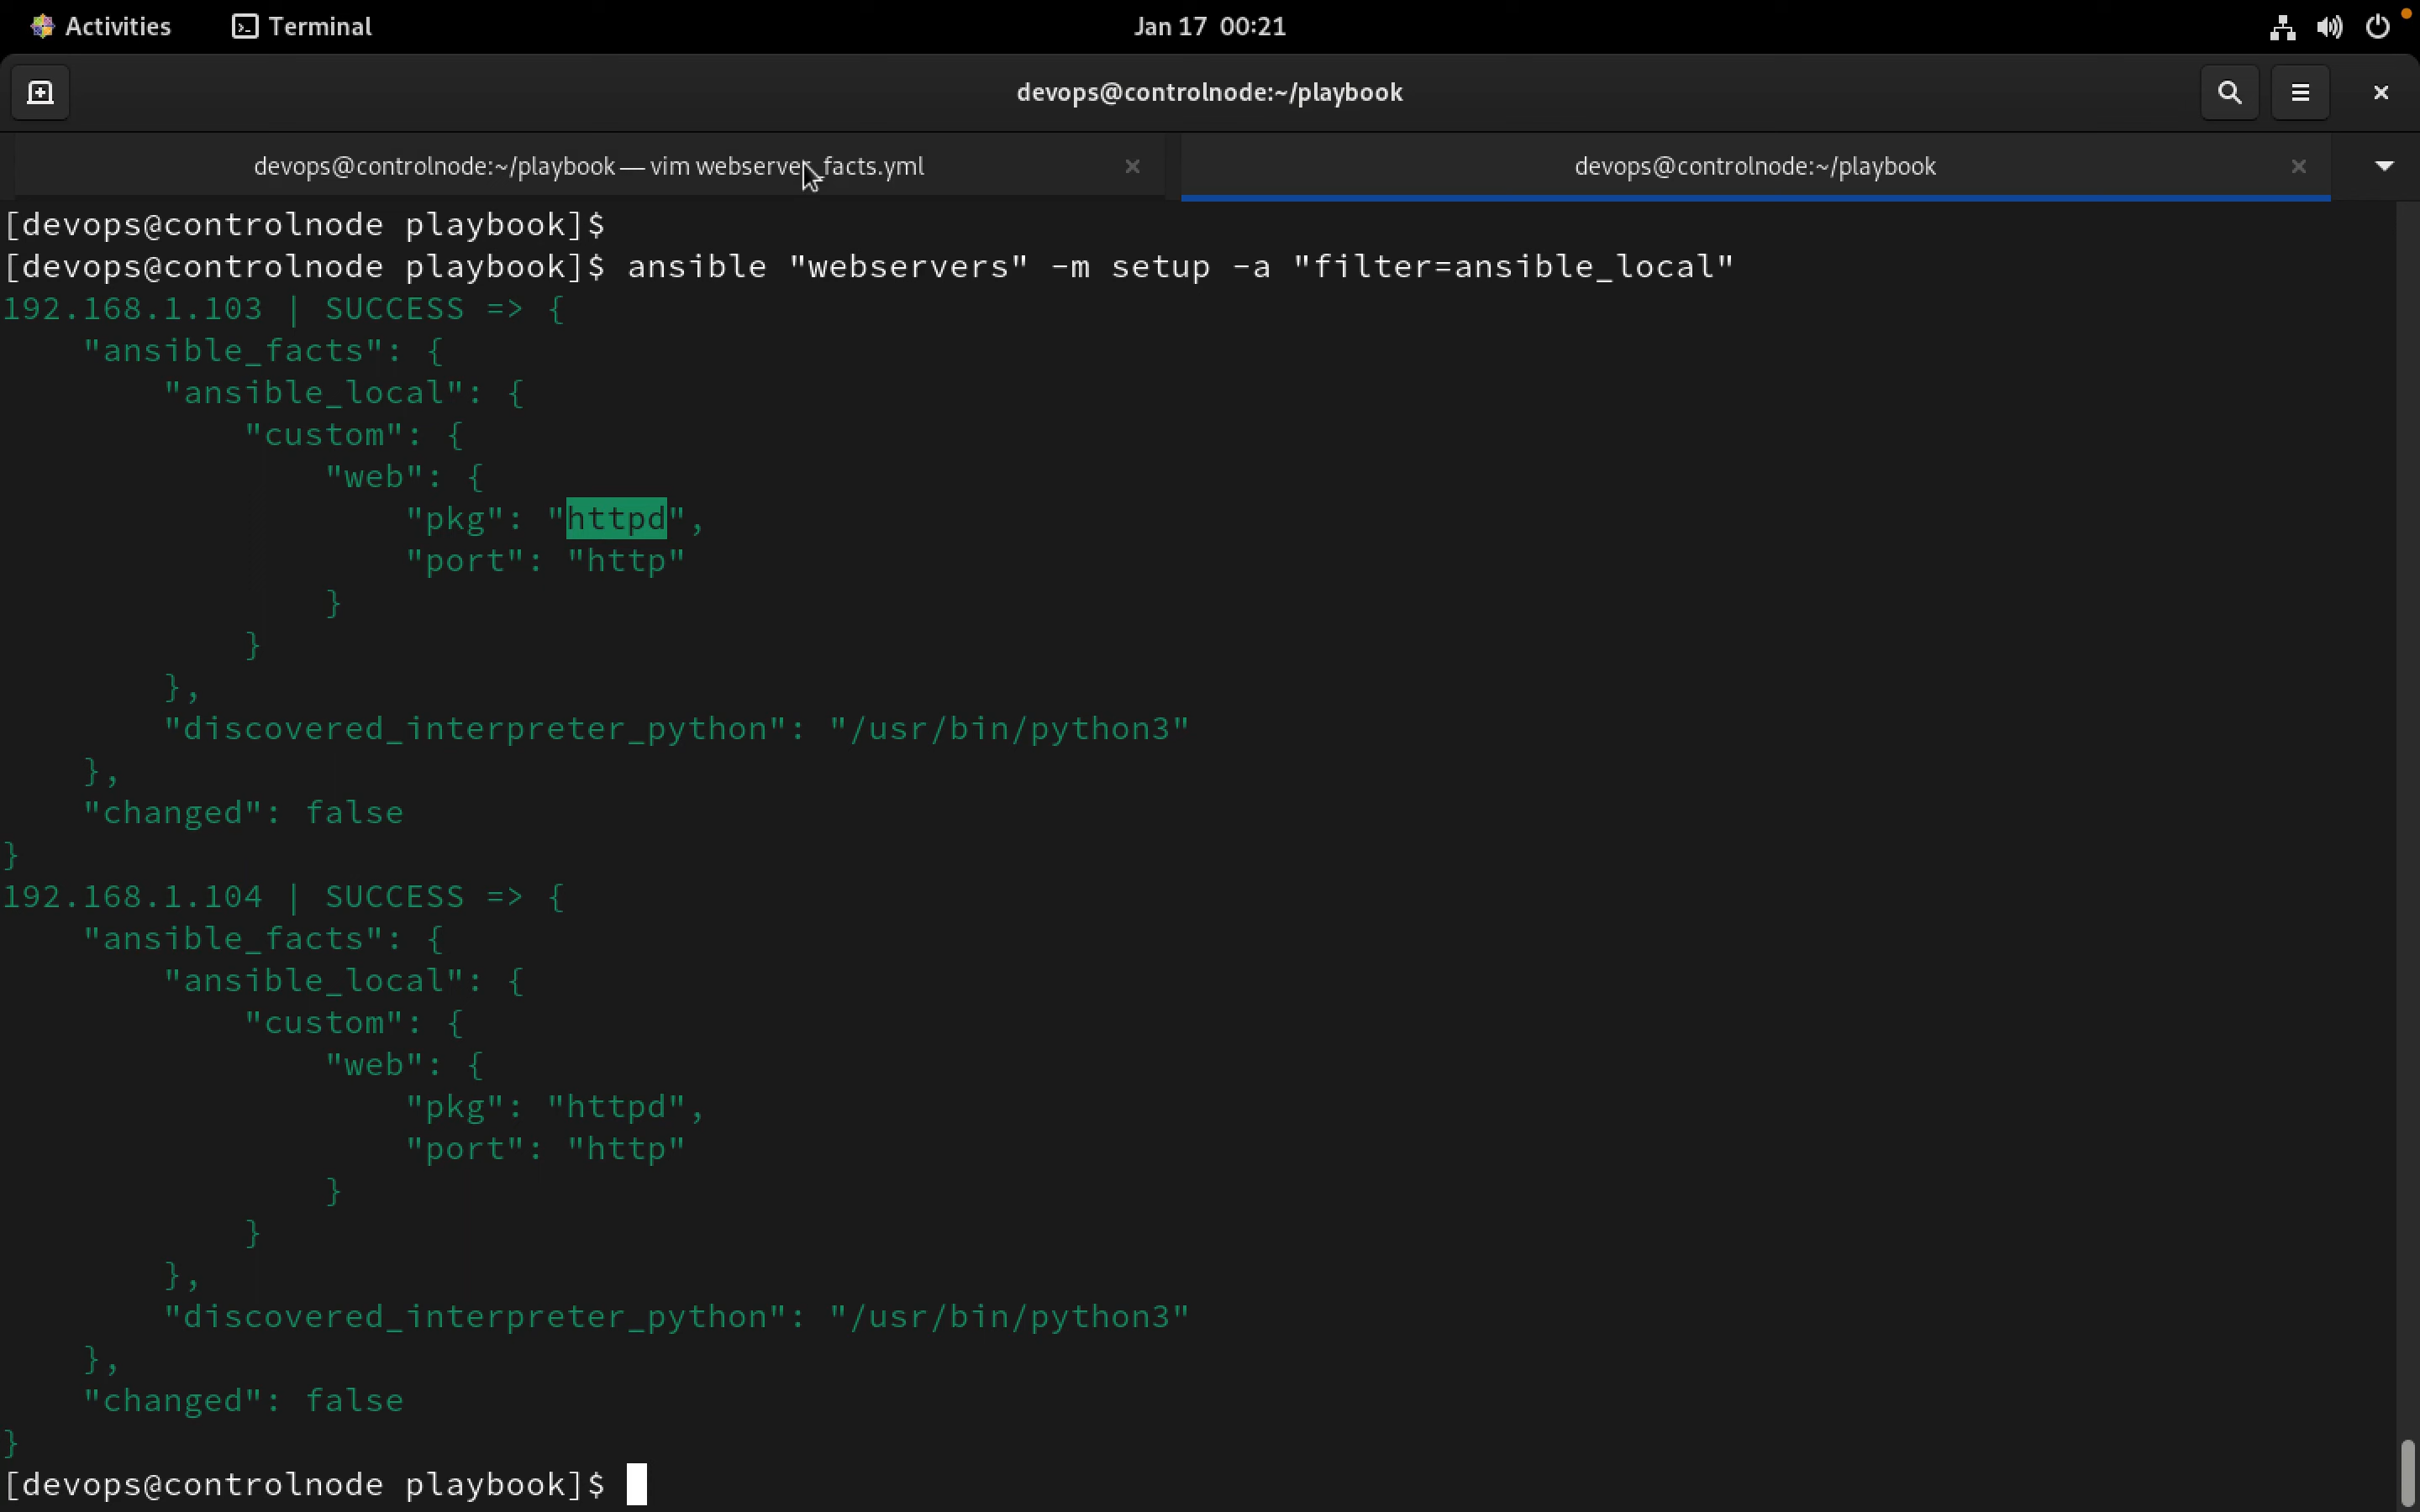 Activities Terminal Jan 17 00:21
devops@controlnode:~/playbook
devops@controlnode:~/playbook — vim webserver_facts.yml devops@controlnode:~/playbook
[devops@controlnode playbook]$
[devops@controlnode playbook]$ ansible "webservers" -m setup -a "filter=ansible_local"
192.168.1.103 | SUCCESS => {
    "ansible_facts": {
        "ansible_local": {
            "custom": {
                "web": {
                    "pkg": "httpd",
                    "port": "http"
                }
            }
        },
        "discovered_interpreter_python": "/usr/bin/python3"
    },
    "changed": false
}
192.168.1.104 | SUCCESS => {
    "ansible_facts": {
        "ansible_local": {
            "custom": {
                "web": {
                    "pkg": "httpd",
                    "port": "http"
                }
            }
        },
        "discovered_interpreter_python": "/usr/bin/python3"
    },
    "changed": false
}
[devops@controlnode playbook]$